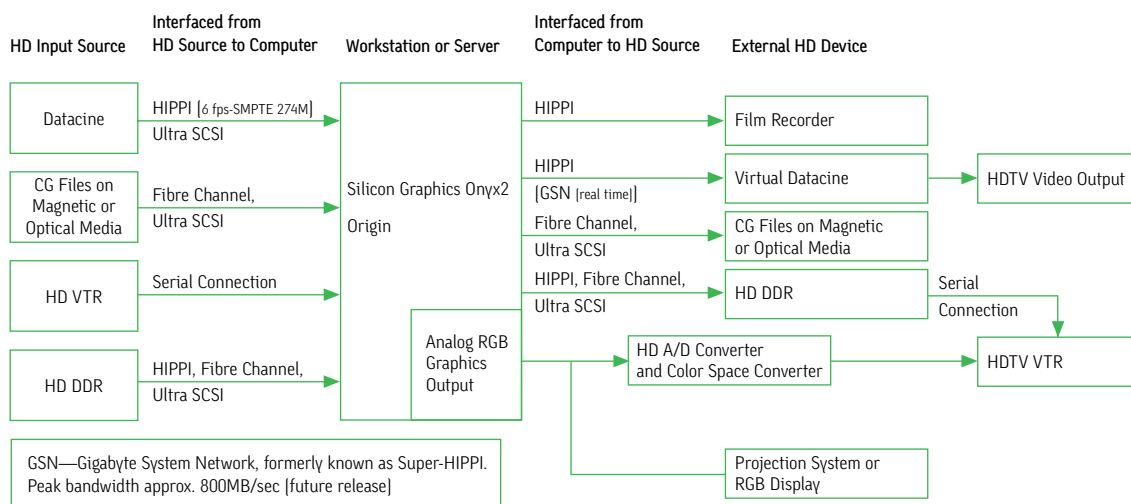 HD Input Source
Interfaced from
HD Source to Computer
Workstation or Server
Interfaced from
Computer to HD Source
External HD Device
Datacine
HIPPI [6 fps-SMPTE 274M]
Ultra SCSI
CG Files on
Magnetic or
Optical Media
Fibre Channel,
Ultra SCSI
HD VTR
Serial Connection
HD DDR
HIPPI, Fibre Channel,
Ultra SCSI
Silicon Graphics Onyx2
Origin
Analog RGB
Graphics
Output
HIPPI
Film Recorder
HIPPI
[GSN [real time]]
Virtual Datacine
HDTV Video Output
Fibre Channel,
Ultra SCSI
CG Files on Magnetic
or Optical Media
HIPPI, Fibre Channel,
Ultra SCSI
HD DDR
Serial
Connection
HD A/D Converter
and Color Space Converter
HDTV VTR
Projection System or
RGB Display
GSN—Gigabyte System Network, formerly known as Super-HIPPI.
Peak bandwidth approx. 800MB/sec [future release]